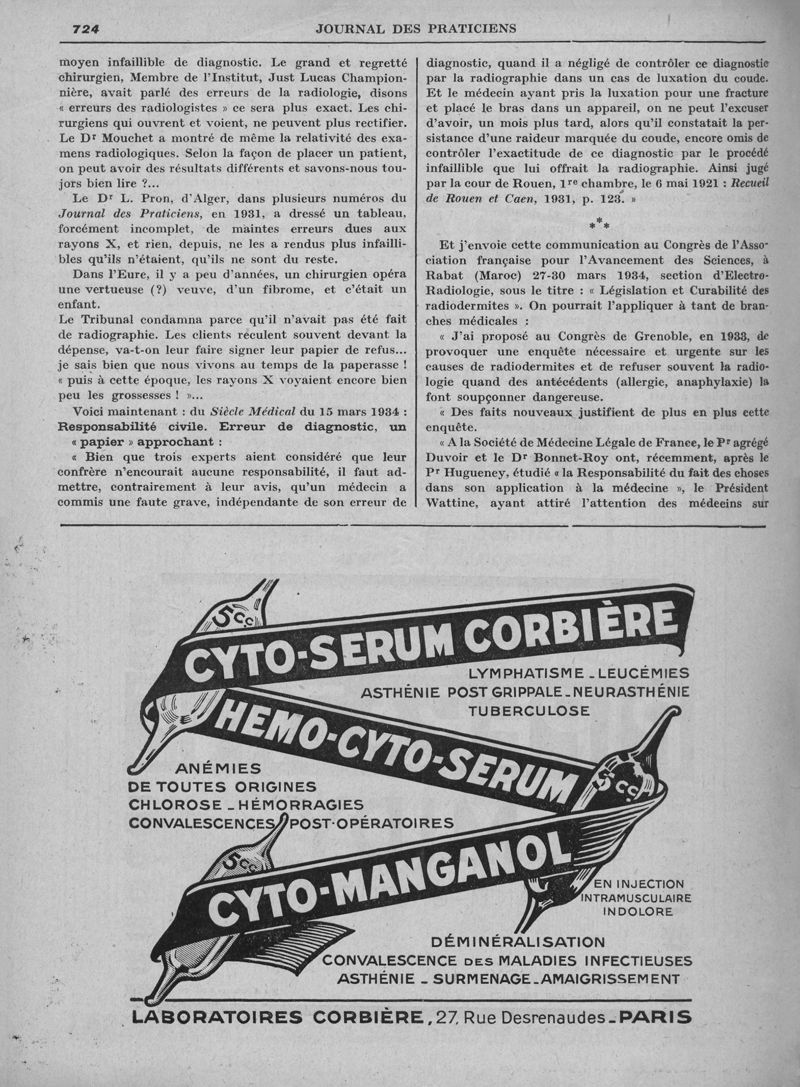 724
JOURNAL DES PRATICIENS
moyen infaillible de diagnostic. Le grand et regretté
chirurgien, Membre de l'Institut, Just Lucas Champion-
nière, avait parlé des erreurs de la radiologie, disons
« erreurs des radiologistes » ce sera plus exact. Les chi-
rurgiens qui ouvrent et voient, ne peuvent plus rectifier.
Le Dr Mouchet a montré de même la relativité des exa-
mens radiologiques. Selon la façon de placer un patient,
on peut avoir des résultats différents et savons-nous tou-
jours bien lire ?...
Le Dr L. Pron, d'Alger, dans plusieurs numéros du
Journal des Praticiens, en 1931, a dressé un tableau,
forcément incomplet, de maintes erreurs dues aux
rayons X, et rien, depuis, ne les a rendus plus infailli-
bles qu'ils n'étaient, qu'ils ne sont du reste.
Dans l'Eure, il y a peu d'années, un chirurgien opéra
une vertueuse (?) veuve, d'un fibrome, et c'était un
enfant.
Le Tribunal condamna parce qu'il n'avait pas été fait
de radiographie. Les clients reculent souvent devant la
dépense, va-t-on leur faire signer leur papier de refus...
je sais bien que nous vivons au temps de la paperasse !
« puis à cette époque, les rayons X voyaient encore bien
peu les grossesses ! »...
Voici maintenant : du Siècle Médical du 15 mars 1934 :
Responsabilité civile. Erreur de diagnostic, un
« papier » approchant :
« Bien que trois experts aient considéré que leur
confrère n'encourait aucune responsabilité, il faut ad-
mettre, contrairement à leur avis, qu'un médecin a
commis une faute grave, indépendante de son erreur de
diagnostic, quand il a négligé de contrôler ce diagnostic
par la radiographie dans un cas de luxation du coude.
Et le médecin ayant pris la luxation pour une fracture
et placé le bras dans un appareil, on ne peut l'excuser
d'avoir, un mois plus tard, alors qu'il constatait la per-
sistance d'une raideur marquée du coude, encore omis de
contrôler l'exactitude de ce diagnostic par le procédé
infaillible que lui offrait la radiographie. Ainsi jugé
par la cour de Rouen, 1re chambre, le 6 mai 1921 : Recueil
de Rouen et Caen, 1931, p. 123. »
***
Et j'envoie cette communication au Congrès de l'Asso-
ciation française pour l'Avancement des Sciences, à
Rabat (Maroc) 27-30 mars 1934, section d'Electro-
Radiologie, sous le titre : « Législation et Curabilité des
radiodermites ». On pourrait l'appliquer à tant de bran-
ches médicales :
« J'ai proposé au Congrès de Grenoble, en 1933, de
provoquer une enquête nécessaire et urgente sur les
causes de radiodermites et de refuser souvent la radio-
logie quand des antécédents (allergie, anaphylaxie) la
font soupçonner dangereuse.
« Des faits nouveaux justifient de plus en plus cette
enquête.
« A la Société de Médecine Légale de France, le Pr agrégé
Duvoir et le Dr Bonnet-Roy ont, récemment, après le
Pr Hugueney, étudié « la Responsabilité du fait des choses
dans son application à la médecine », le Président
Wattine, ayant attiré l'attention des médecins sur
5 cc.
CYTO-SERUM CORBIÈRE
LYMPHATISME - LEUCÉMIES
ASTHÉNIE POST GRIPPALE - NEURASTHÉNIE
TUBERCULOSE
HEMO-CYTO-SERUM
5 cc.
ANÉMIES
DE TOUTES ORIGINES
CHLOROSE - HÉMORRAGIES
CONVALESCENCES POST-OPÉRATOIRES
5 cc.
CYTO-MANGANOL
EN INJECTION
INTRAMUSCULAIRE
INDOLORE
DÉMINÉRALISATION
CONVALESCENCE DES MALADIES INFECTIEUSES
ASTHÉNIE - SURMENAGE - AMAIGRISSEMENT
LABORATOIRES CORBIÈRE, 27, Rue Desrenaudes - PARIS